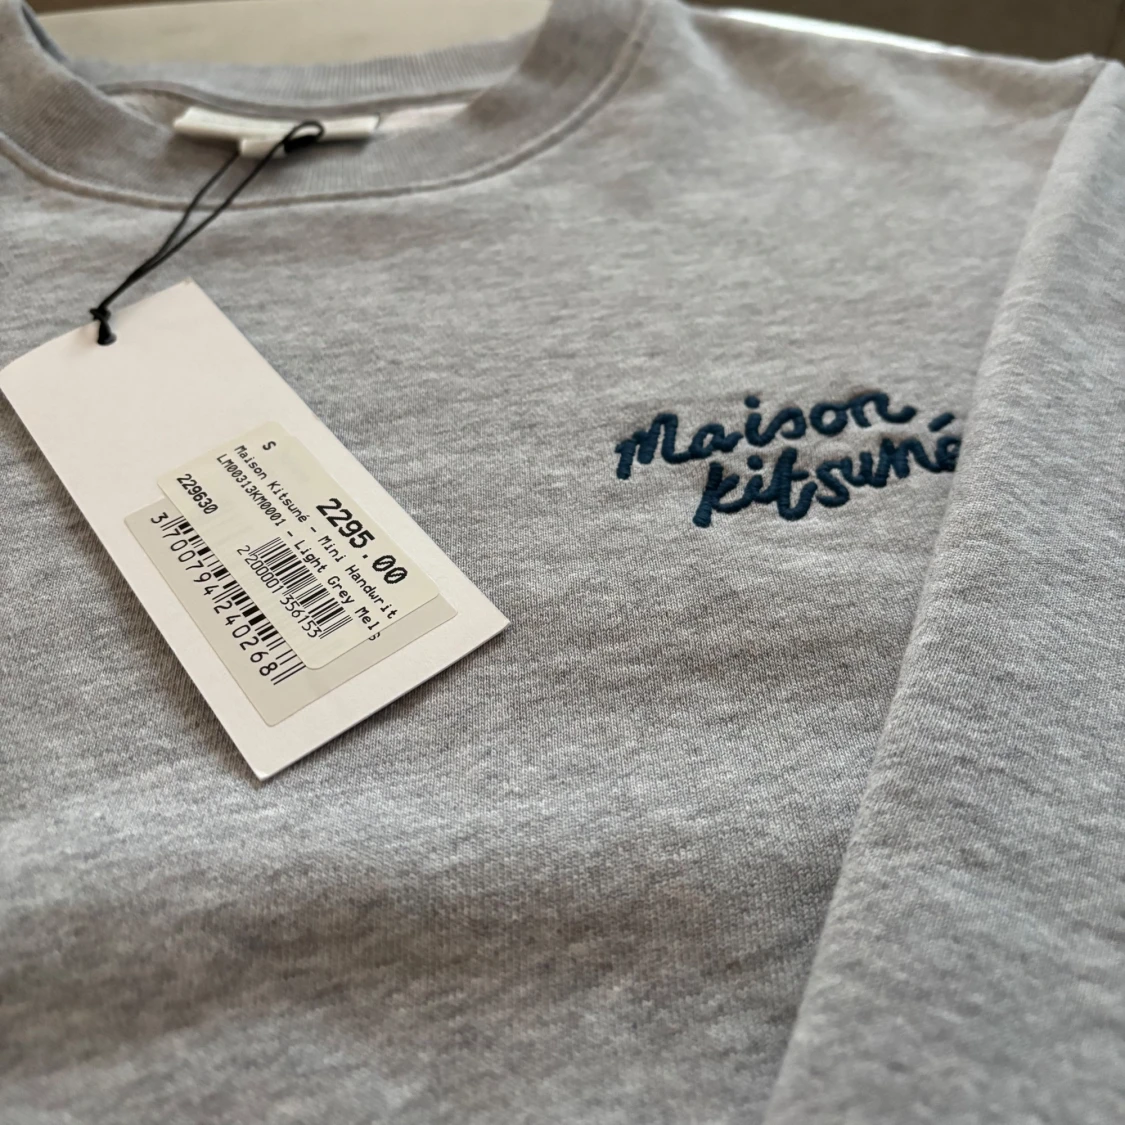 S
Maison Kitsuné - Mini Handwrit
LM00313KM0001 - Light Grey Mel
229630
2295.00
2200001356153
3700794240268
Maison
kitsuné